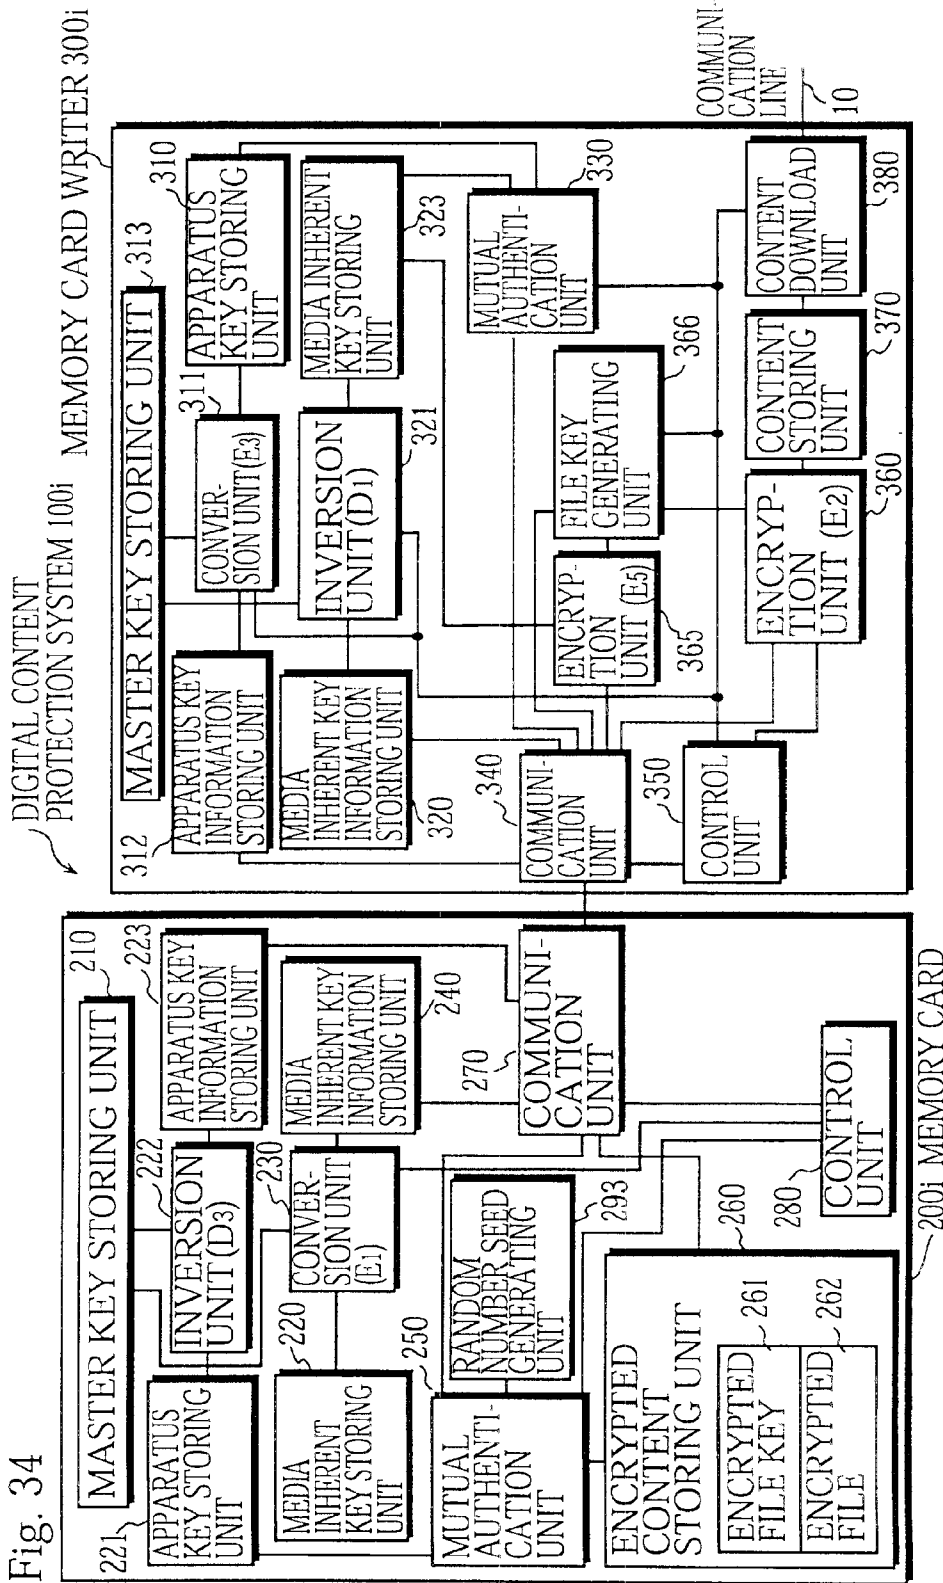 Fig. 34
DIGITAL CONTENT
PROTECTION SYSTEM 100i
MEMORY CARD WRITER 300i
MASTER KEY STORING UNIT
210
221
APPARATUS
KEY STORING
UNIT
INVERSION
UNIT(D3)
222
APPARATUS KEY
INFORMATION
STORING UNIT
223
MEDIA
INHERENT
KEY STORING
UNIT
220
CONVER-
SION UNIT
(E1)
230
MEDIA
INHERENT KEY
INFORMATION
STORING UNIT
240
MUTUAL
AUTHENTI-
CATION
UNIT
250
RANDOM
NUMBER SEED
GENERATING
UNIT
293
270
COMMUNI-
CATION
UNIT
ENCRYPTED
CONTENT
STORING UNIT
260
ENCRYPTED
FILE KEY
261
ENCRYPTED
FILE
262
280
CONTROL
UNIT
200i MEMORY CARD
MASTER KEY STORING UNIT
313
312
APPARATUS KEY
INFORMATION
STORING UNIT
CONVER-
SION UNIT(E3)
311
APPARATUS
KEY STORING
UNIT
310
MEDIA
INHERENT KEY
INFORMATION
STORING UNIT
320
INVERSION
UNIT(D1)
321
MEDIA INHERENT
KEY STORING
UNIT
323
MUTUAL
AUTHENTI-
CATION
UNIT
330
340
COMMUNI-
CATION
UNIT
ENCRYP-
TION
UNIT (E5)
365
FILE KEY
GENERATING
UNIT
366
350
CONTROL
UNIT
ENCRYP-
TION
UNIT (E2)
360
CONTENT
STORING
UNIT
370
CONTENT
DOWNLOAD
UNIT
380
COMMUNI-
CATION
LINE
10